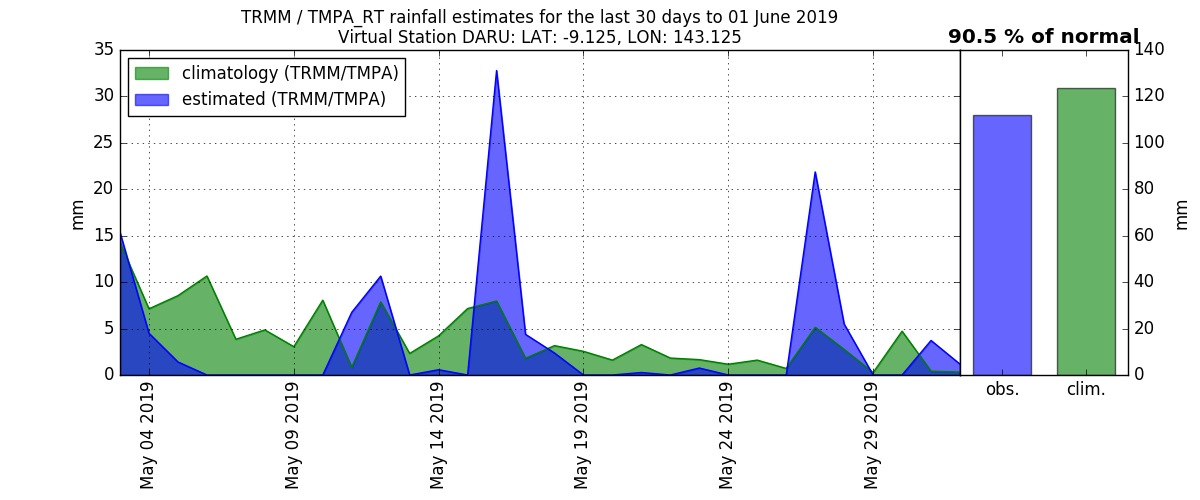 TRMM / TMPA_RT rainfall estimates for the last 30 days to 01 June 2019
Virtual Station DARU: LAT: -9.125, LON: 143.125
90.5 % of normal
climatology (TRMM/TMPA)
estimated (TRMM/TMPA)
35
30
25
20
15
10
5
0
mm
May 04 2019
May 09 2019
May 14 2019
May 19 2019
May 24 2019
May 29 2019
obs.
clim.
140
120
100
80
60
40
20
0
mm